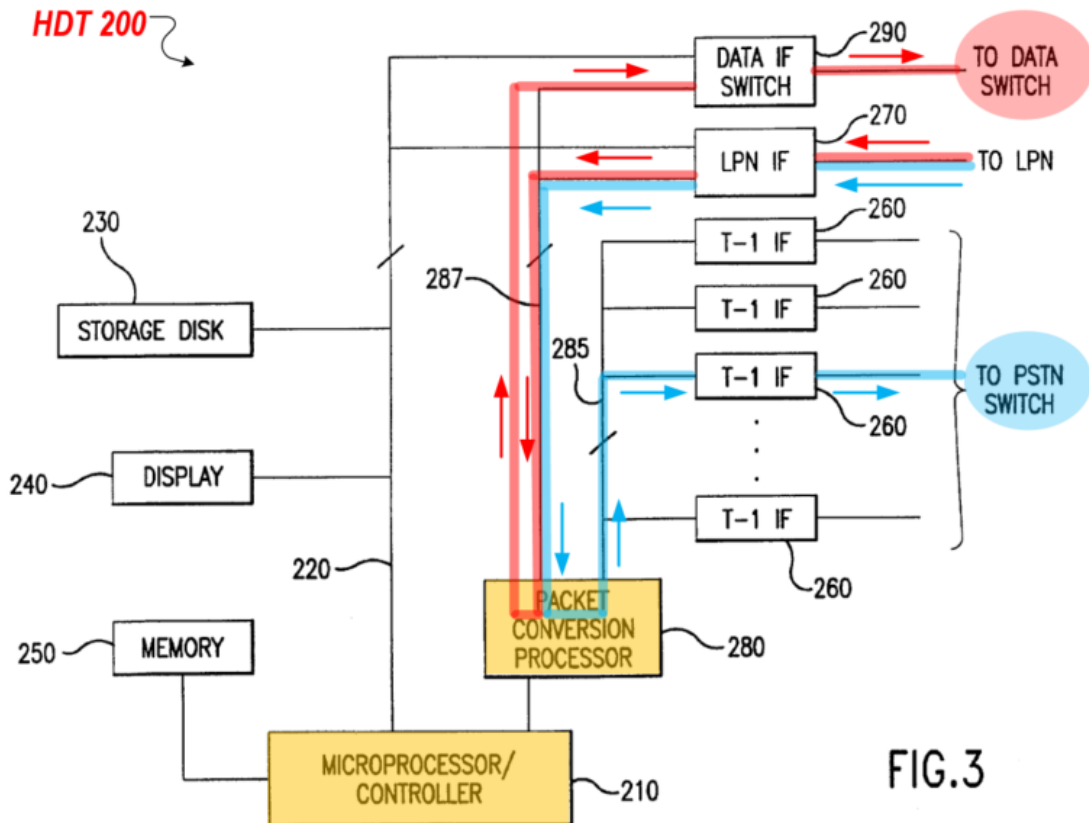 HDT 200
290
DATA IF
SWITCH
TO DATA
SWITCH
270
LPN IF
TO LPN
230
260
T-1 IF
STORAGE DISK
287
260
T-1 IF
285
T-1 IF
TO PSTN
SWITCH
260
240
DISPLAY
T-1 IF
220
260
250
MEMORY
PACKET
CONVERSION
PROCESSOR
280
MICROPROCESSOR/
CONTROLLER
210
FIG.3